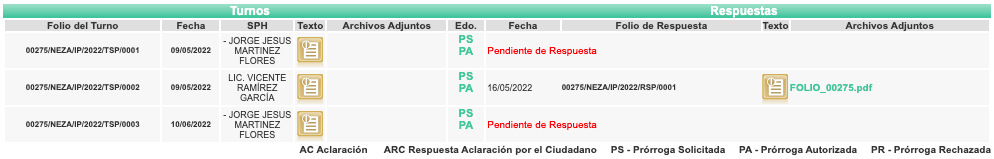 Turnos Respuestas
Folio del Turno Fecha SPH Texto Archivos Adjuntos Edo. Fecha Folio de Respuesta Texto Archivos Adjuntos
00275/NEZA/IP/2022/TSP/0001 09/05/2022 - JORGE JESUS MARTINEZ FLORES PS PA Pendiente de Respuesta
00275/NEZA/IP/2022/TSP/0002 09/05/2022 LIC. VICENTE RAMÍREZ GARCÍA PS PA 16/05/2022 00275/NEZA/IP/2022/RSP/0001 FOLIO_00275.pdf
00275/NEZA/IP/2022/TSP/0003 10/06/2022 - JORGE JESUS MARTINEZ FLORES PS PA Pendiente de Respuesta
AC Aclaración ARC Respuesta Aclaración por el Ciudadano PS - Prórroga Solicitada PA - Prórroga Autorizada PR - Prórroga Rechazada